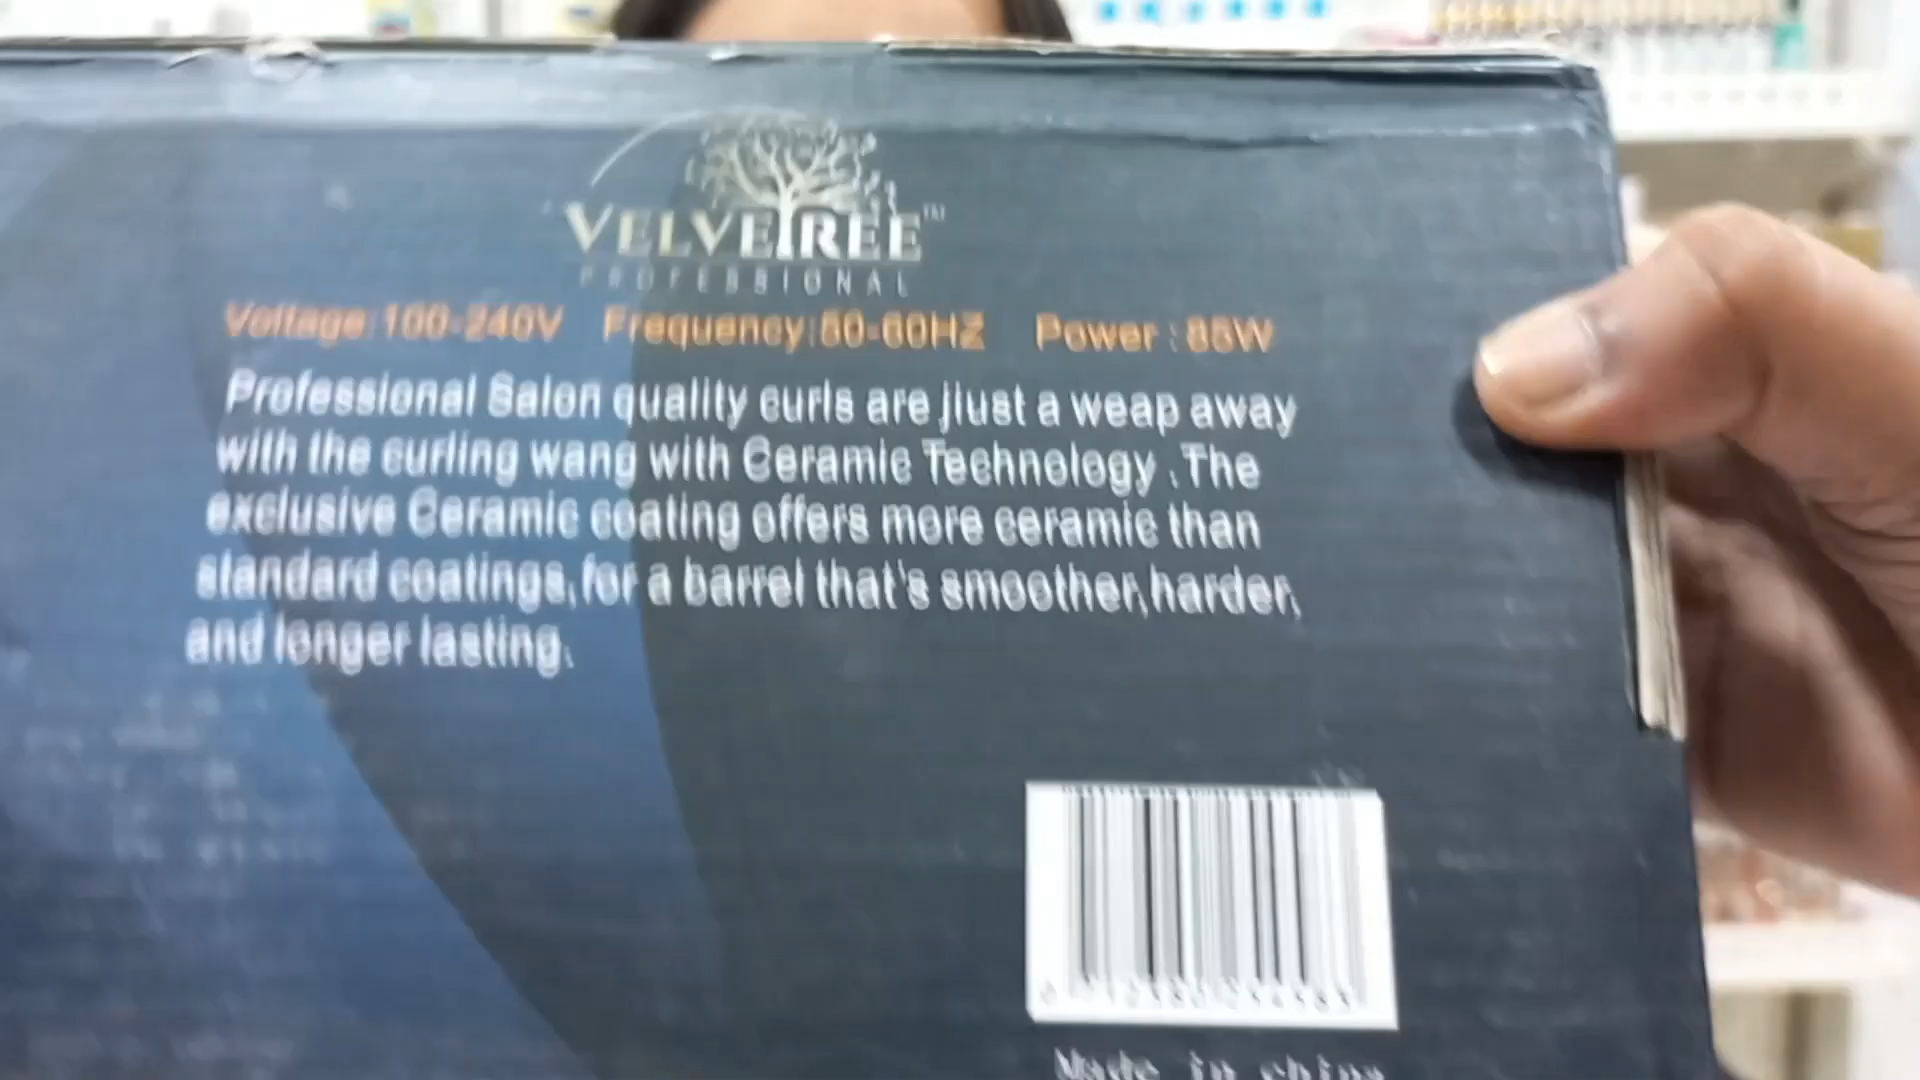 VELVETREE™
PROFESSIONAL
Voltage:100-240V Frequency:50-60HZ Power : 85W
Professional Salon quality curls are jiust a weap away
with the curling wang with Ceramic Technology .The
exclusive Ceramic coating offers more ceramic than
standard coatings,for a barrel that's smoother,harder,
and longer lasting.
Made in china